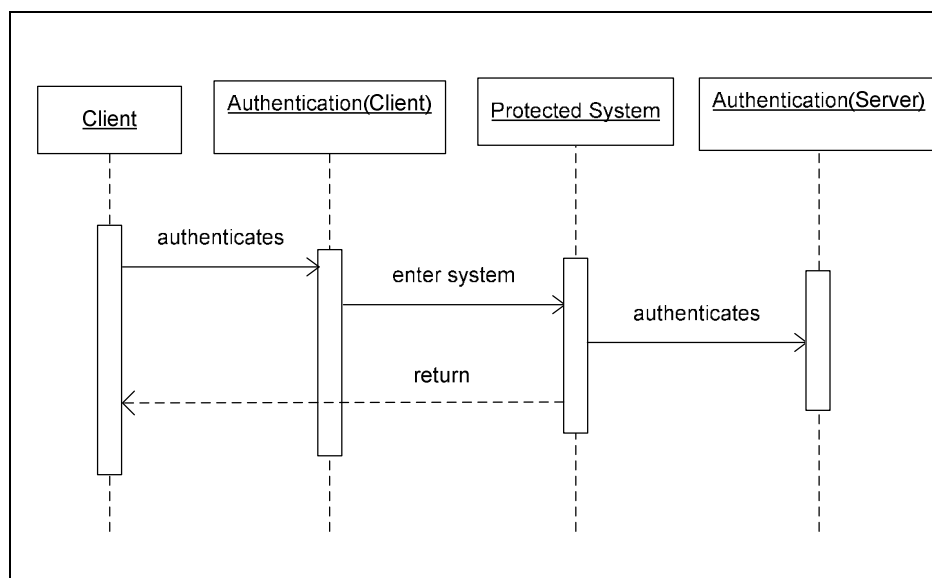 Client
Authentication(Client)
Protected System
Authentication(Server)
authenticates
enter system
authenticates
return